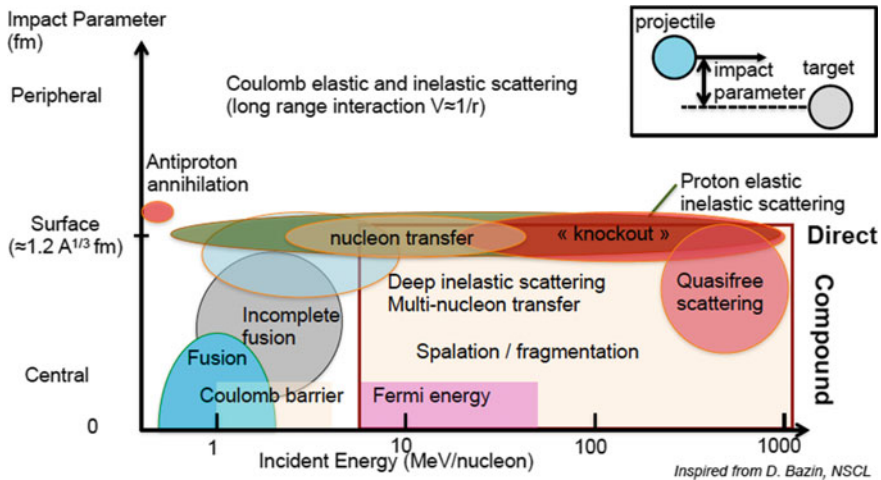 Impact Parameter
(fm)
projectile
impact
parameter
target
Peripheral
Coulomb elastic and inelastic scattering
(long range interaction V≈1/r)
Antiproton
annihilation
Proton elastic
inelastic scattering
Surface
(≈1.2 A^1/3 fm)
nucleon transfer
« knockout »
Direct
Deep inelastic scattering
Multi-nucleon transfer
Quasifree
scattering
Incomplete
fusion
Fusion
Spalation / fragmentation
Compound
Central
Coulomb barrier
Fermi energy
0
1
10
100
1000
Incident Energy (MeV/nucleon)
Inspired from D. Bazin, NSCL